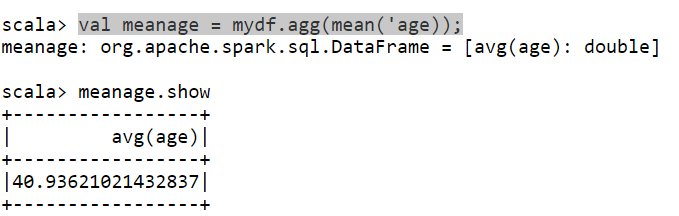 scala> val meanage = mydf.agg(mean('age));
meanage: org.apache.spark.sql.DataFrame = [avg(age): double]
scala> meanage.show
+-----------------+
|         avg(age)|
+-----------------+
|40.93621021432837|
+-----------------+